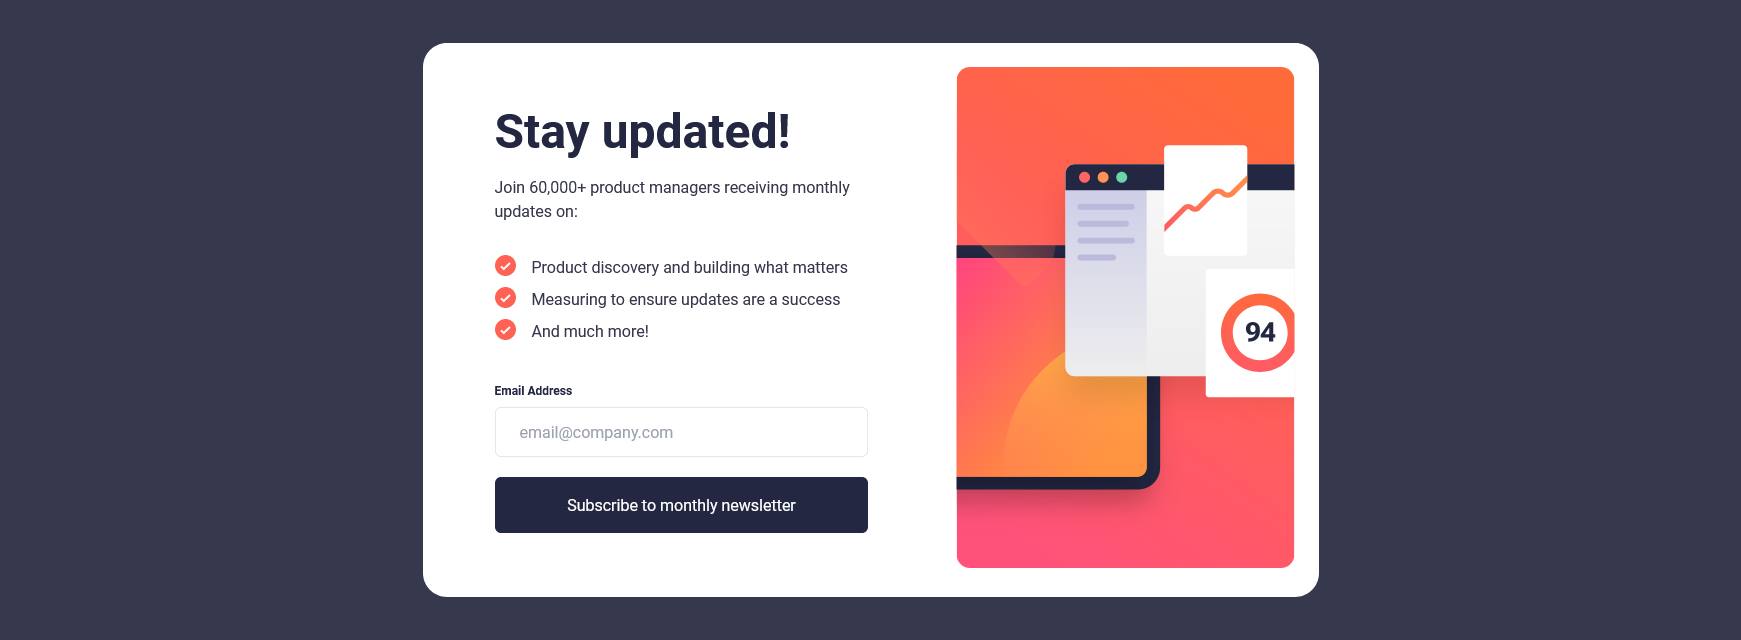 Stay updated!
Join 60,000+ product managers receiving monthly
updates on:
Product discovery and building what matters
Measuring to ensure updates are a success
And much more!
Email Address
email@company.com
Subscribe to monthly newsletter
94